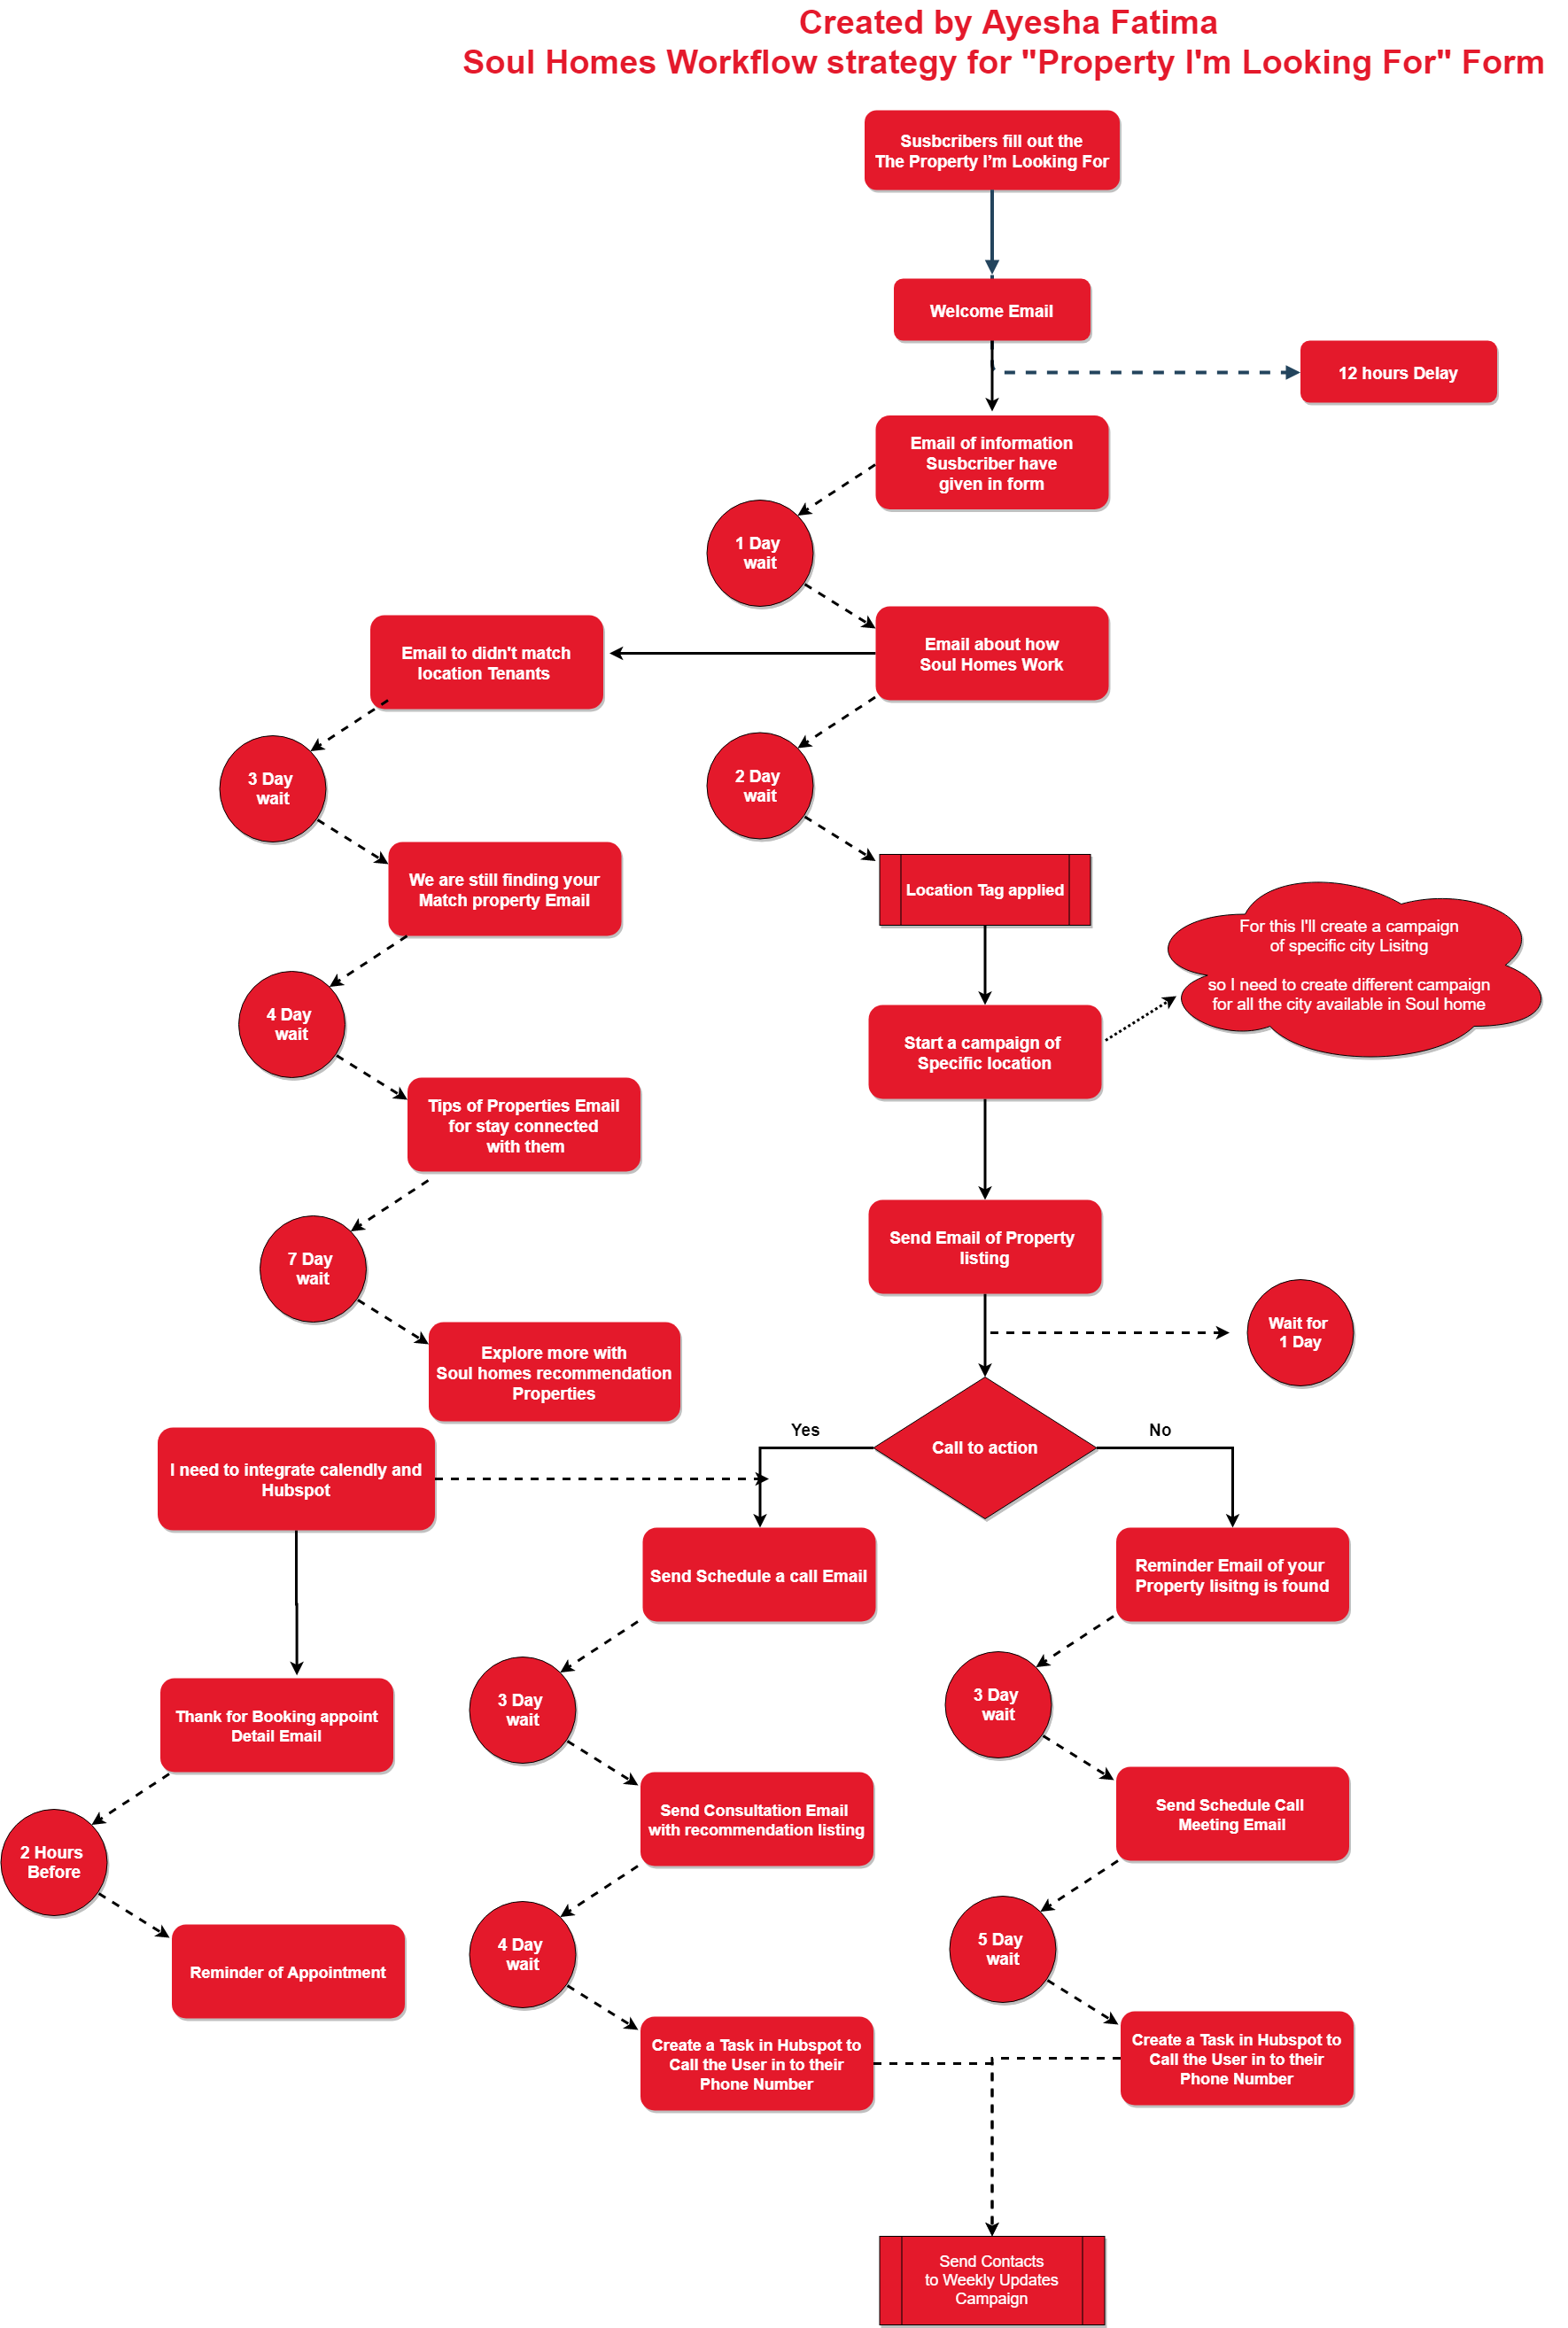 Created by Ayesha Fatima
Soul Homes Workflow strategy for "Property I'm Looking For" Form
Susbcribers fill out the
The Property I'm Looking For
Welcome Email
12 hours Delay
Email of information
Susbcriber have
given in form
1 Day
wait
Email to didn't match
location Tenants
Email about how
Soul Homes Work
3 Day
wait
2 Day
wait
We are still finding your
Match property Email
Location Tag applied
For this I'll create a campaign
of specific city Lisitng
so I need to create different campaign
for all the city available in Soul home
4 Day
wait
Start a campaign of
Specific location
Tips of Properties Email
for stay connected
with them
7 Day
wait
Send Email of Property
listing
Wait for
1 Day
Explore more with
Soul homes recommendation
Properties
Yes
Call to action
No
I need to integrate calendly and
Hubspot
Send Schedule a call Email
Reminder Email of your
Property lisitng is found
3 Day
wait
3 Day
wait
Thank for Booking appoint
Detail Email
Send Consultation Email
with recommendation listing
Send Schedule Call
Meeting Email
2 Hours
Before
4 Day
wait
5 Day
wait
Reminder of Appointment
Create a Task in Hubspot to
Call the User in to their
Phone Number
Create a Task in Hubspot to
Call the User in to their
Phone Number
Send Contacts
to Weekly Updates
Campaign